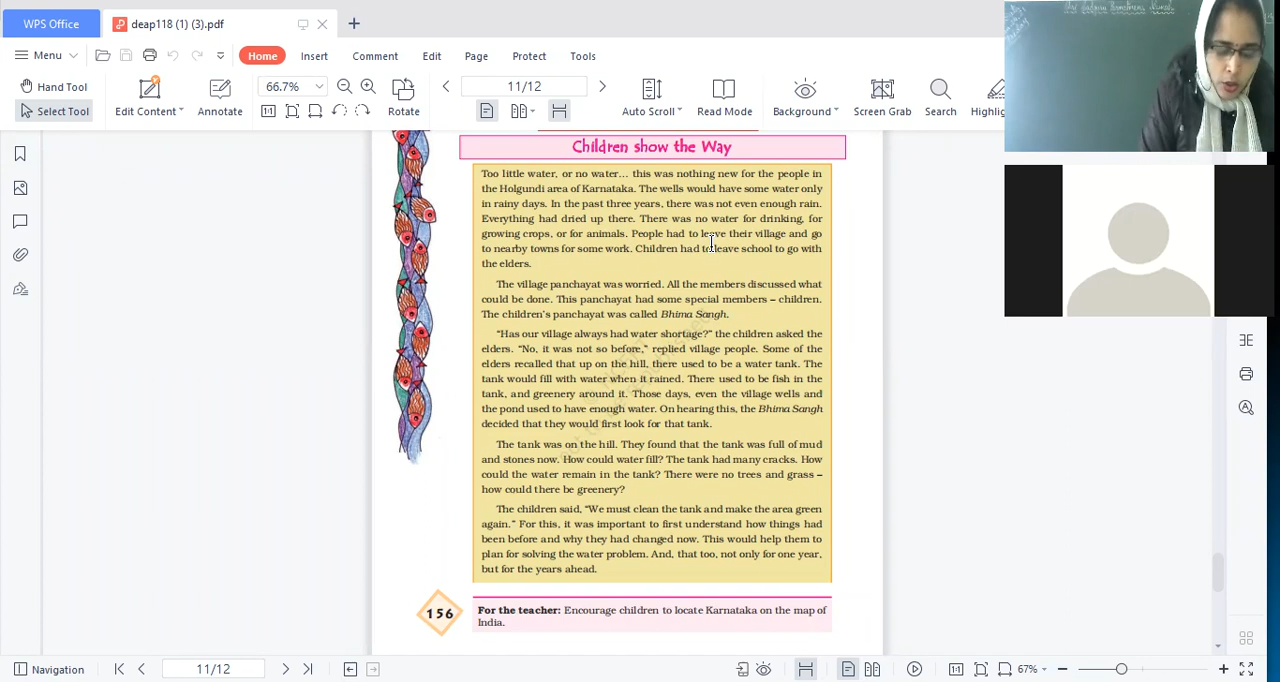 WPS Office
deap118 (1) (3).pdf
Menu
Home
Insert
Comment
Edit
Page
Protect
Tools
Hand Tool
Select Tool
Edit Content
Annotate
66.7%
Rotate
11/12
Auto Scroll
Read Mode
Background
Screen Grab
Search
Highlig
Children show the Way
Too little water, or no water... this was nothing new for the people in
the Holgundi area of Karnataka. The wells would have some water only
in rainy days. In the past three years, there was not even enough rain.
Everything had dried up there. There was no water for drinking, for
growing crops, or for animals. People had to leave their village and go
to nearby towns for some work. Children had to leave school to go with
the elders.
The village panchayat was worried. All the members discussed what
could be done. This panchayat had some special members – children.
The children's panchayat was called Bhima Sangh.
"Has our village always had water shortage?" the children asked the
elders. "No, it was not so before," replied village people. Some of the
elders recalled that up on the hill, there used to be a water tank. The
tank would fill with water when it rained. There used to be fish in the
tank, and greenery around it. Those days, even the village wells and
the pond used to have enough water. On hearing this, the Bhima Sangh
decided that they would first look for that tank.
The tank was on the hill. They found that the tank was full of mud
and stones now. How could water fill? The tank had many cracks. How
could the water remain in the tank? There were no trees and grass –
how could there be greenery?
The children said, "We must clean the tank and make the area green
again." For this, it was important to first understand how things had
been before and why they had changed now. This would help them to
plan for solving the water problem. And, that too, not only for one year,
but for the years ahead.
156
For the teacher: Encourage children to locate Karnataka on the map of
India.
Navigation
11/12
67%